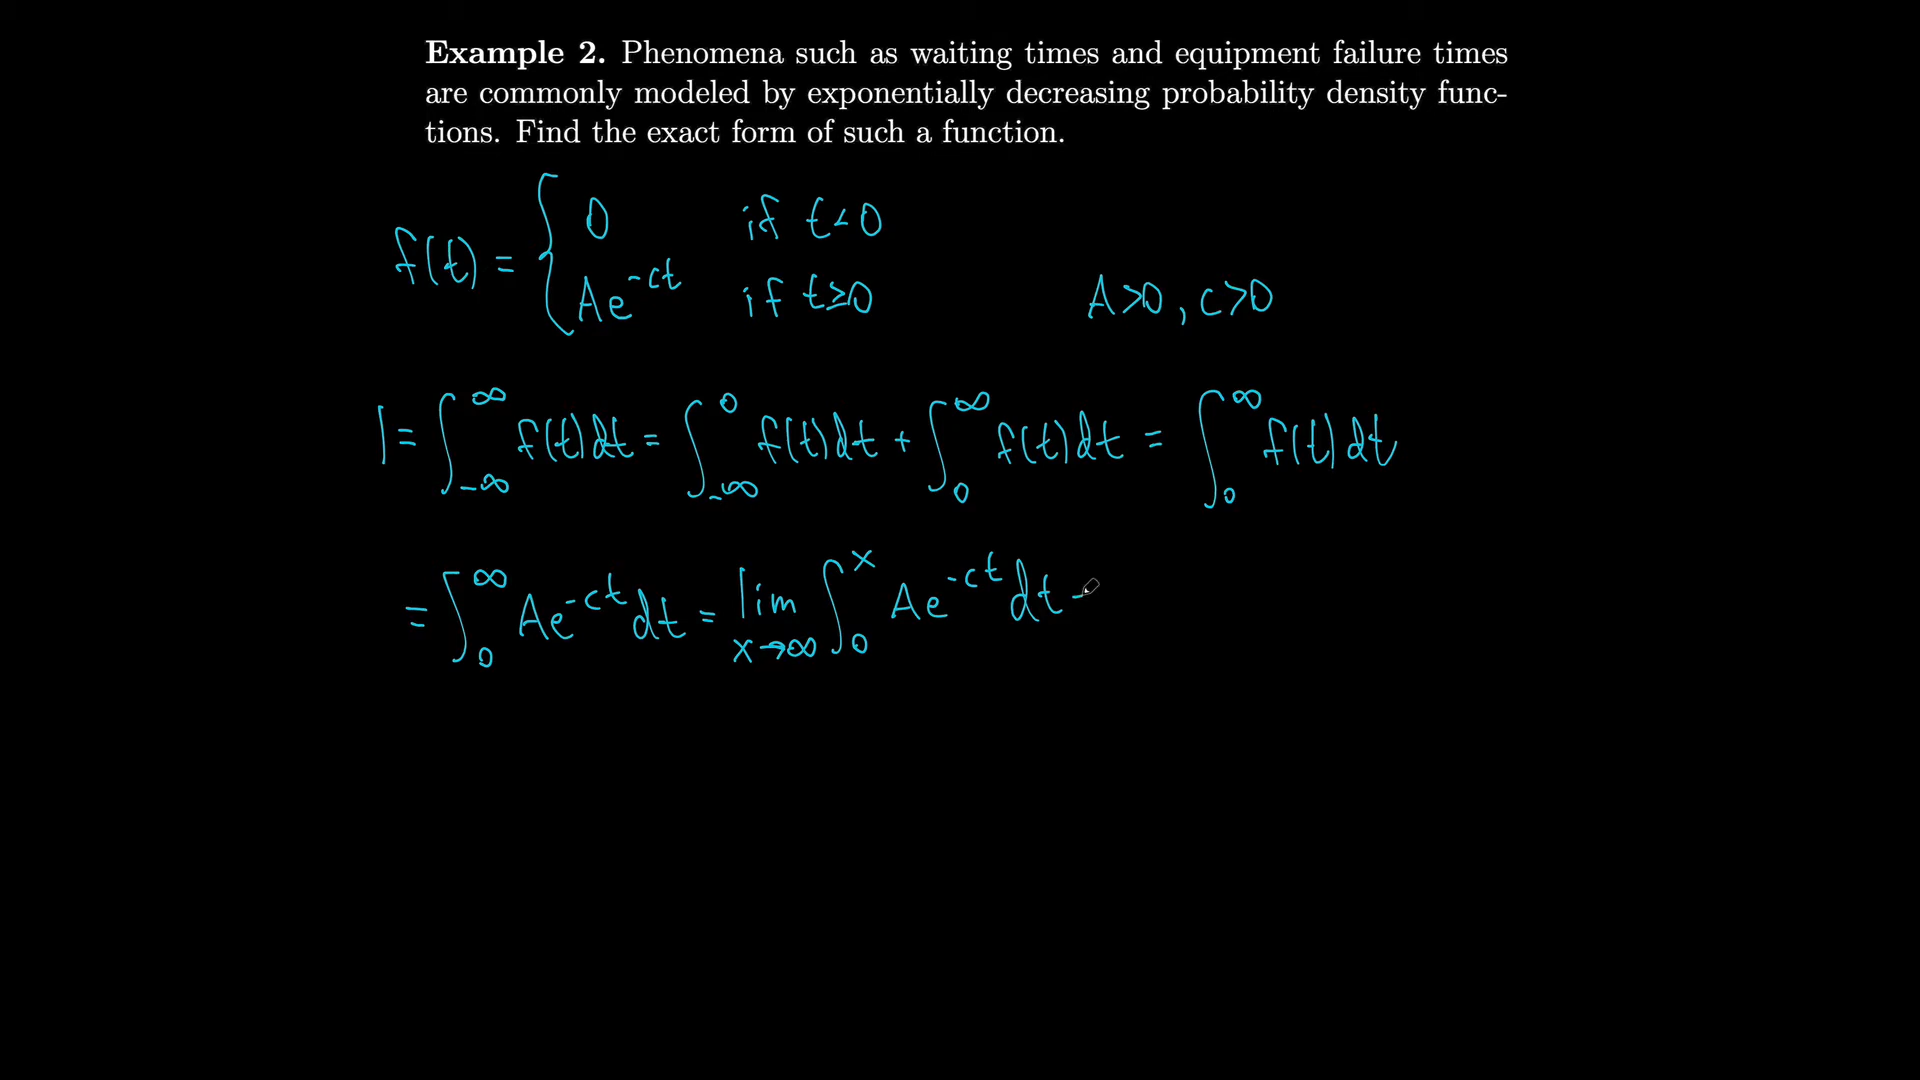 Example 2. Phenomena such as waiting times and equipment failure times
are commonly modeled by exponentially decreasing probability density func-
tions. Find the exact form of such a function.
f(t) = { 0 if t<0
Ae^{-ct} if t≥0 A>0, c>0
1 = ∫_{-∞}^{∞} f(t)dt = ∫_{-∞}^{0} f(t)dt + ∫_{0}^{∞} f(t)dt = ∫_{0}^{∞} f(t)dt
= ∫_{0}^{∞} Ae^{-ct}dt = lim_{x→∞} ∫_{0}^{x} Ae^{-ct}dt -